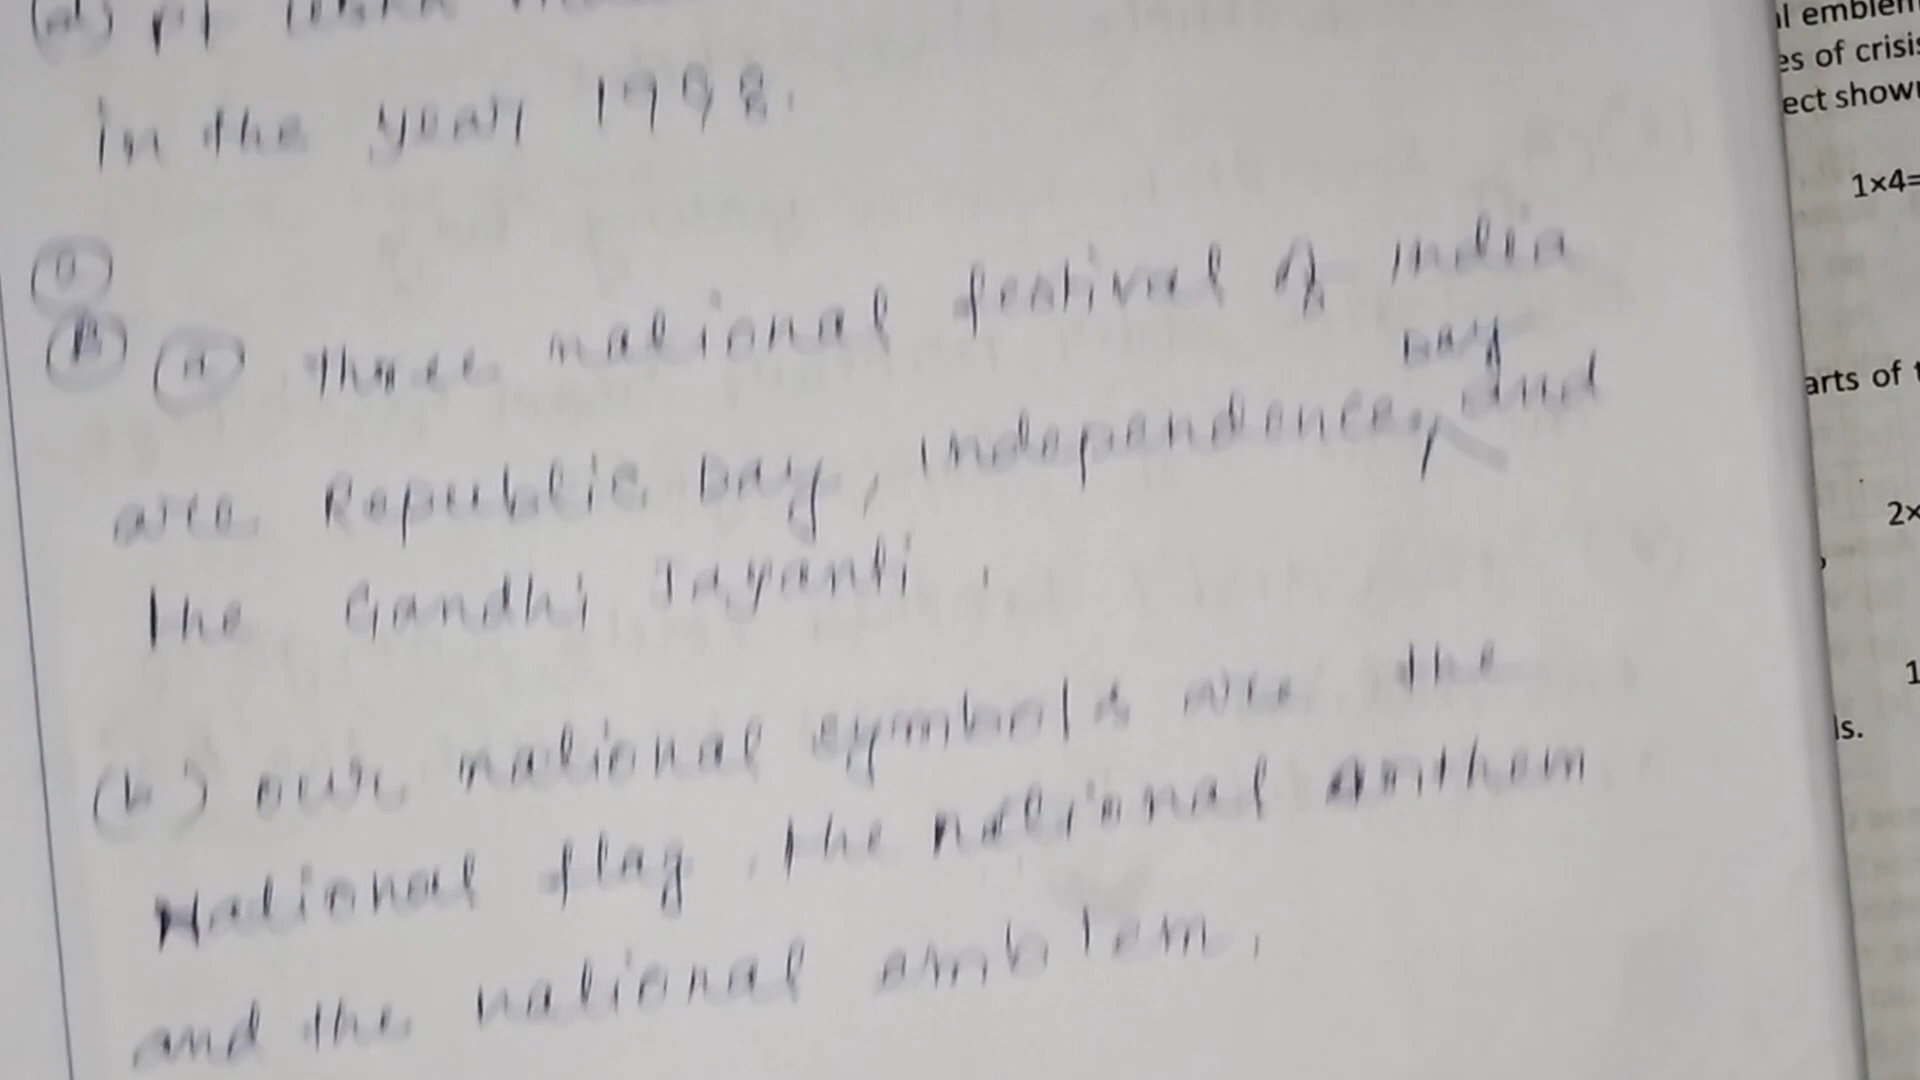 in the year 1998.
(a) Three national festival of India
are Republic Day, Independence Day and
the Gandhi Jayanti.
(b) our national symbols are the
National flag, the national anthem
and the national emblem.
l emblem
es of crisis
ect shown
1×4=
arts of t
2×
1
ls.